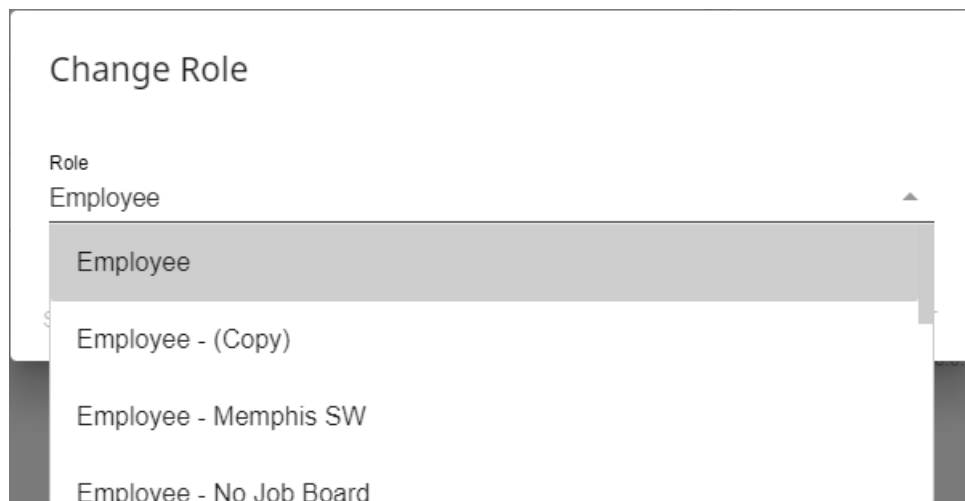 Change Role
Role
Employee
Employee
Employee - (Copy)
Employee - Memphis SW
Employee - No Job Board